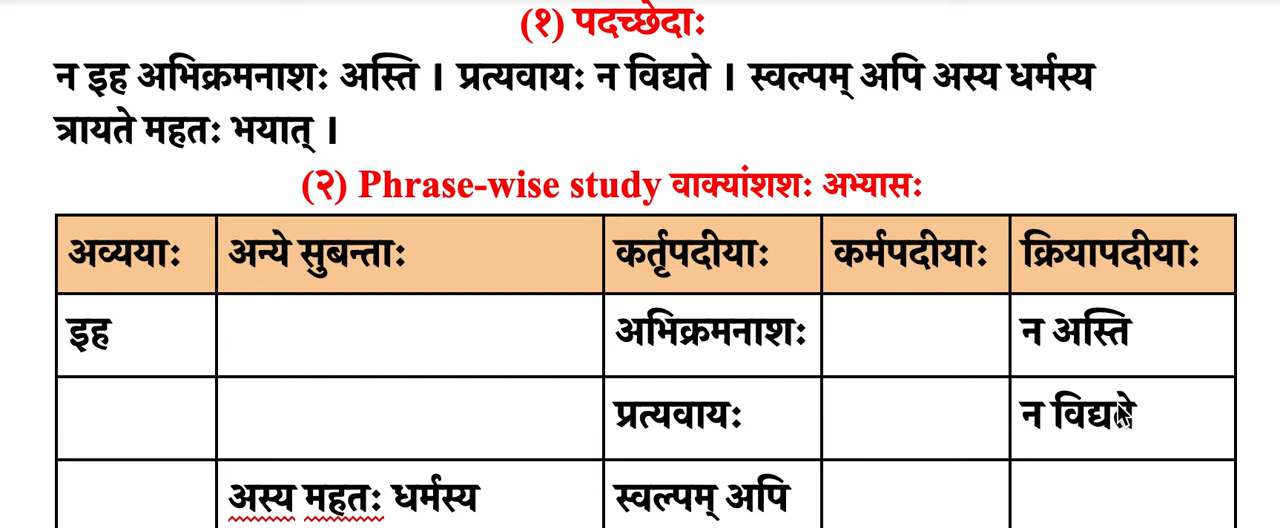 (१) पदच्छेदाः
न इह अभिक्रमनाशः अस्ति । प्रत्यवायः न विद्यते । स्वल्पम् अपि अस्य धर्मस्य
त्रायते महतः भयात् ।
(२) Phrase-wise study वाक्यांशशः अभ्यासः
अव्ययाः अन्ये सुबन्ताः कर्तृपदीयाः कर्मपदीयाः क्रियापदीयाः
इह अभिक्रमनाशः न अस्ति
प्रत्यवायः न विद्यते
अस्य महतः धर्मस्य स्वल्पम् अपि